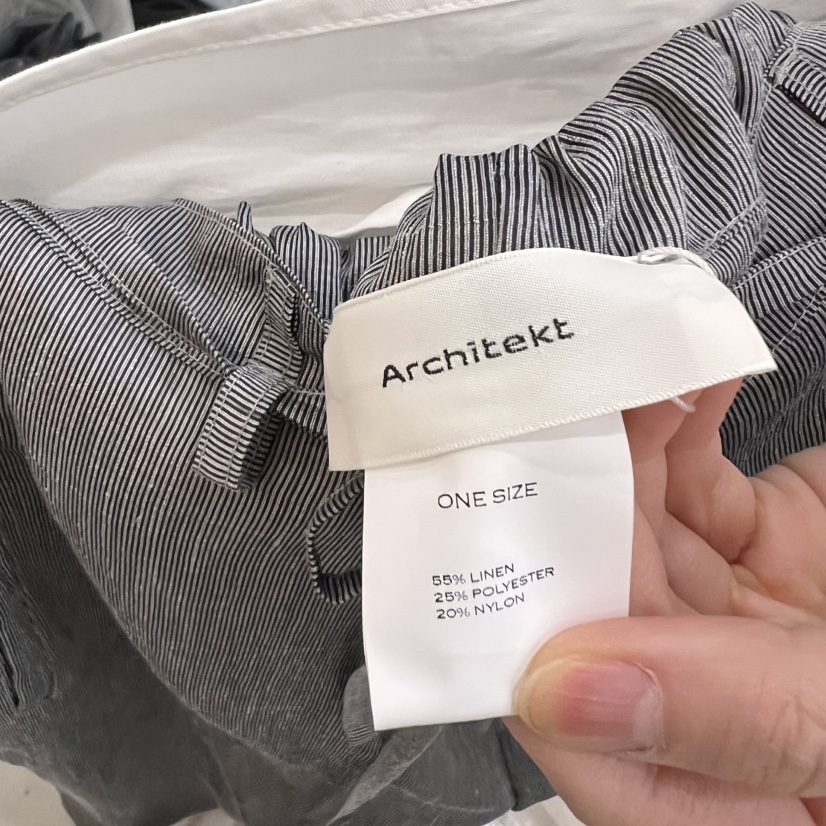 Architekt
ONE SIZE
55% LINEN
25% POLYESTER
20% NYLON